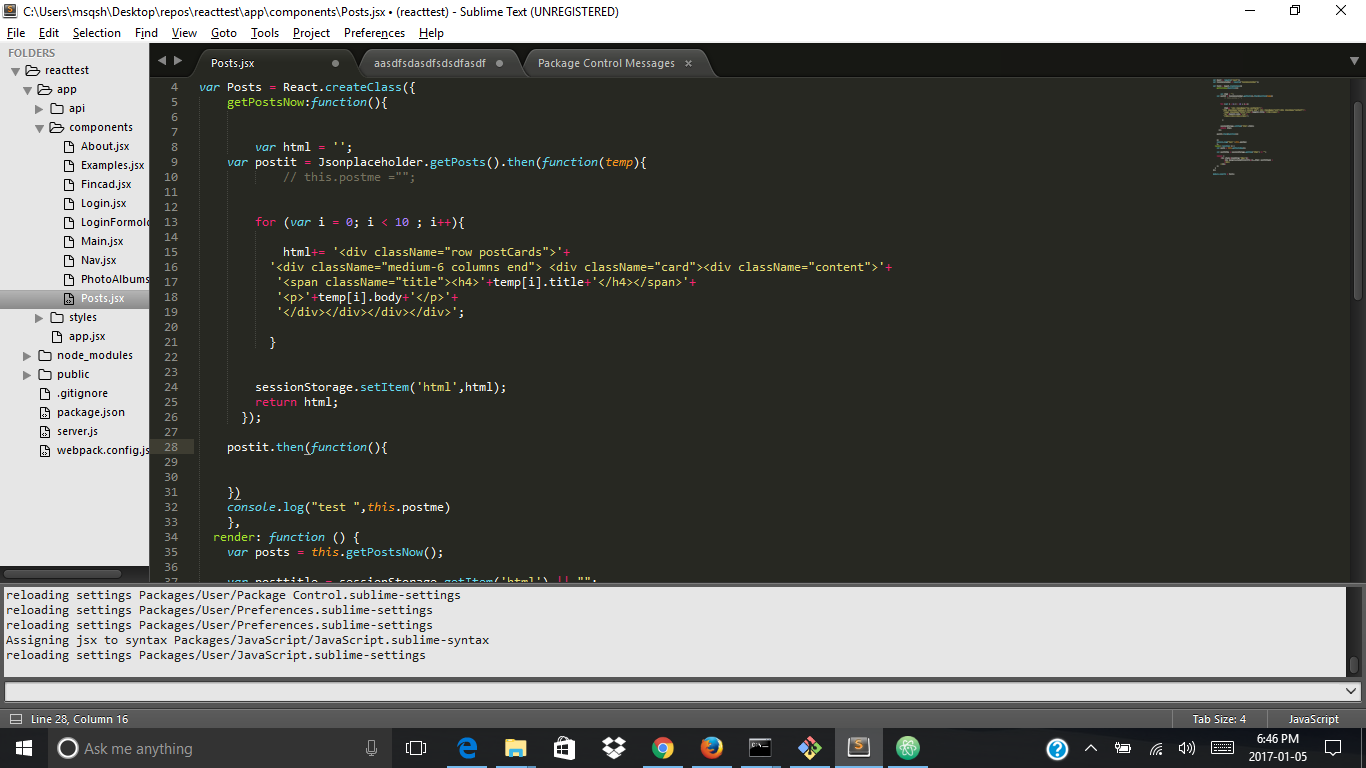 C:\Users\msqsh\Desktop\repos\reacttest\app\components\Posts.jsx • (reacttest) - Sublime Text (UNREGISTERED)
File Edit Selection Find View Goto Tools Project Preferences Help
FOLDERS
reacttest
app
api
components
About.jsx
Examples.jsx
Fincad.jsx
Login.jsx
LoginFormold
Main.jsx
Nav.jsx
PhotoAlbums
Posts.jsx
styles
app.jsx
node_modules
public
.gitignore
package.json
server.js
webpack.config.js
Posts.jsx aasdfsdasdfsdsdfasdf Package Control Messages ×
4 var Posts = React.createClass({
5 getPostsNow:function(){
6
7
8 var html = '';
9 var postit = Jsonplaceholder.getPosts().then(function(temp){
10 // this.postme ="";
11
12
13 for (var i = 0; i < 10 ; i++){
14
15 html+= '<div className="row postCards">'+
16 '<div className="medium-6 columns end"> <div className="card"><div className="content">'+
17 '<span className="title"><h4>'+temp[i].title+'</h4></span>'+
18 '<p>'+temp[i].body+'</p>'+
19 '</div></div></div></div>';
20
21 }
22
23
24 sessionStorage.setItem('html',html);
25 return html;
26 });
27
28 postit.then(function(){
29
30
31 })
32 console.log("test ",this.postme)
33 },
34 render: function () {
35 var posts = this.getPostsNow();
36
37 var posttitle = sessionStorage.getItem('html') || "";
reloading settings Packages/User/Package Control.sublime-settings
reloading settings Packages/User/Preferences.sublime-settings
reloading settings Packages/User/Preferences.sublime-settings
Assigning jsx to syntax Packages/JavaScript/JavaScript.sublime-syntax
reloading settings Packages/User/JavaScript.sublime-settings
Line 28, Column 16 Tab Size: 4 JavaScript
Ask me anything
6:46 PM
2017-01-05